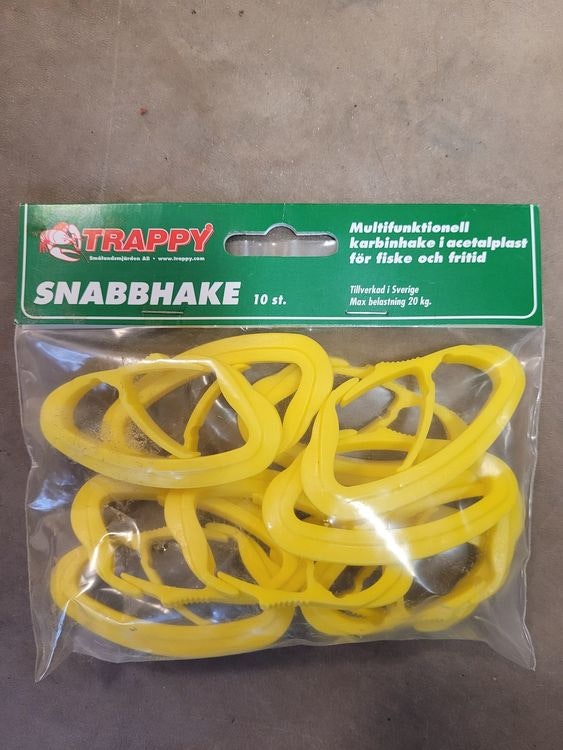 TRAPPY
Smålandsmjärden AB • www.trappy.com
SNABBHAKE 10 st.
Multifunktionell
karbinhake i acetalplast
för fiske och fritid
Tillverkad i Sverige
Max belastning 20 kg.